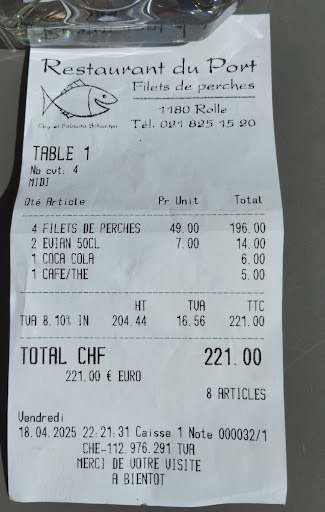 Restaurant du Port
Filets de perches
1180 Rolle
Tél. 021 825 15 20
TABLE 1
Nb cvt: 4
MIDI
Qté Article Pr Unit Total
4 FILETS DE PERCHES 49.00 196.00
2 EVIAN 50CL 7.00 14.00
1 COCA COLA 6.00
1 CAFE/THE 5.00
HT TVA TTC
TVA 8.10% IN 204.44 16.56 221.00
TOTAL CHF 221.00
221.00 € EURO
8 ARTICLES
Vendredi
18.04.2025 22:21:31 Caisse 1 Note 000032/1
CHE-112.976.291 TVA
MERCI DE VOTRE VISITE
A BIENTOT